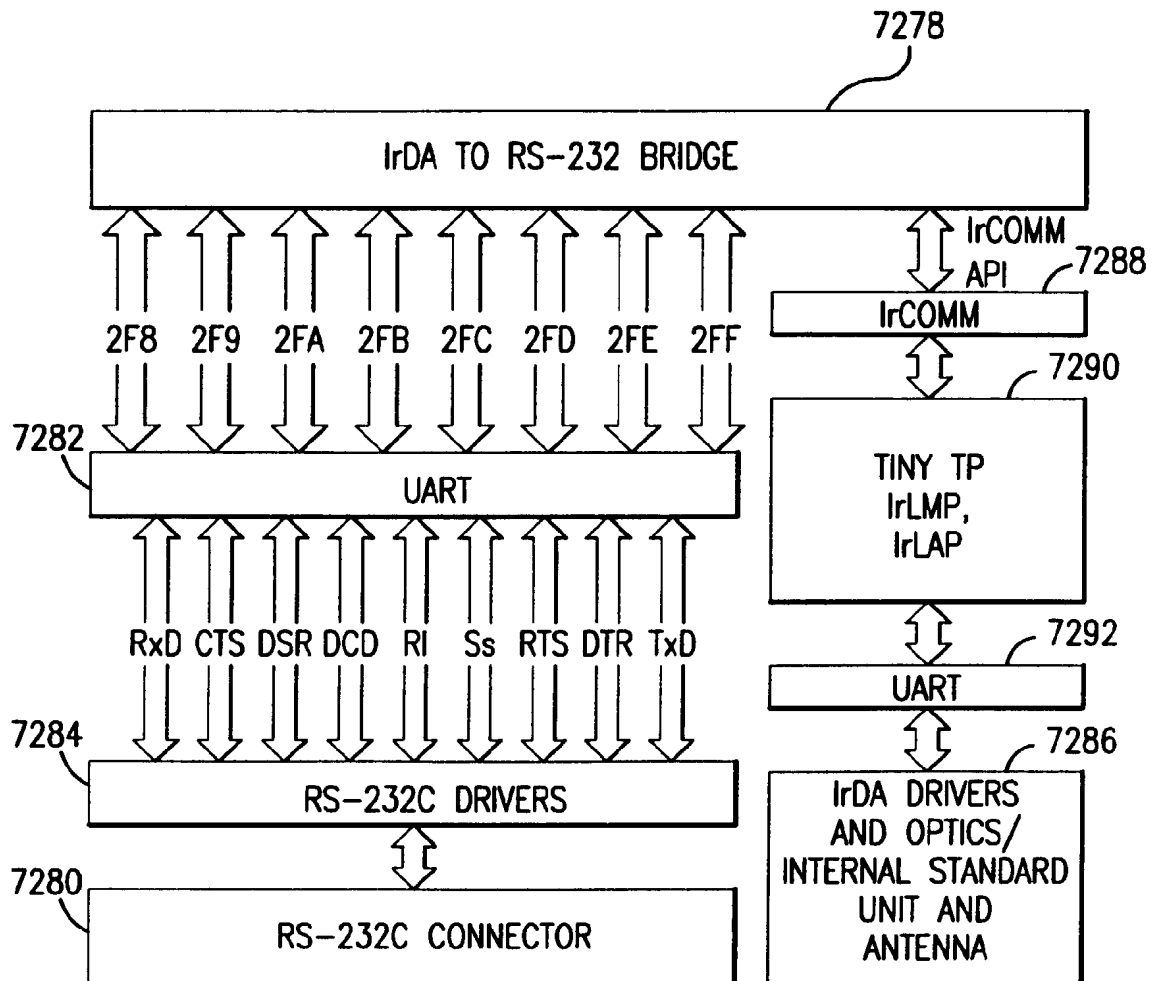 7278
IrDA TO RS-232 BRIDGE
IrCOMM
API
7288
IrCOMM
2F8 2F9 2FA 2FB 2FC 2FD 2FE 2FF
7290
7282
UART
TINY TP
IrLMP,
IrLAP
RxD CTS DSR DCD RI Ss RTS DTR TxD
7292
UART
7284
RS-232C DRIVERS
7286
IrDA DRIVERS
AND OPTICS/
INTERNAL STANDARD
UNIT AND
ANTENNA
7280
RS-232C CONNECTOR